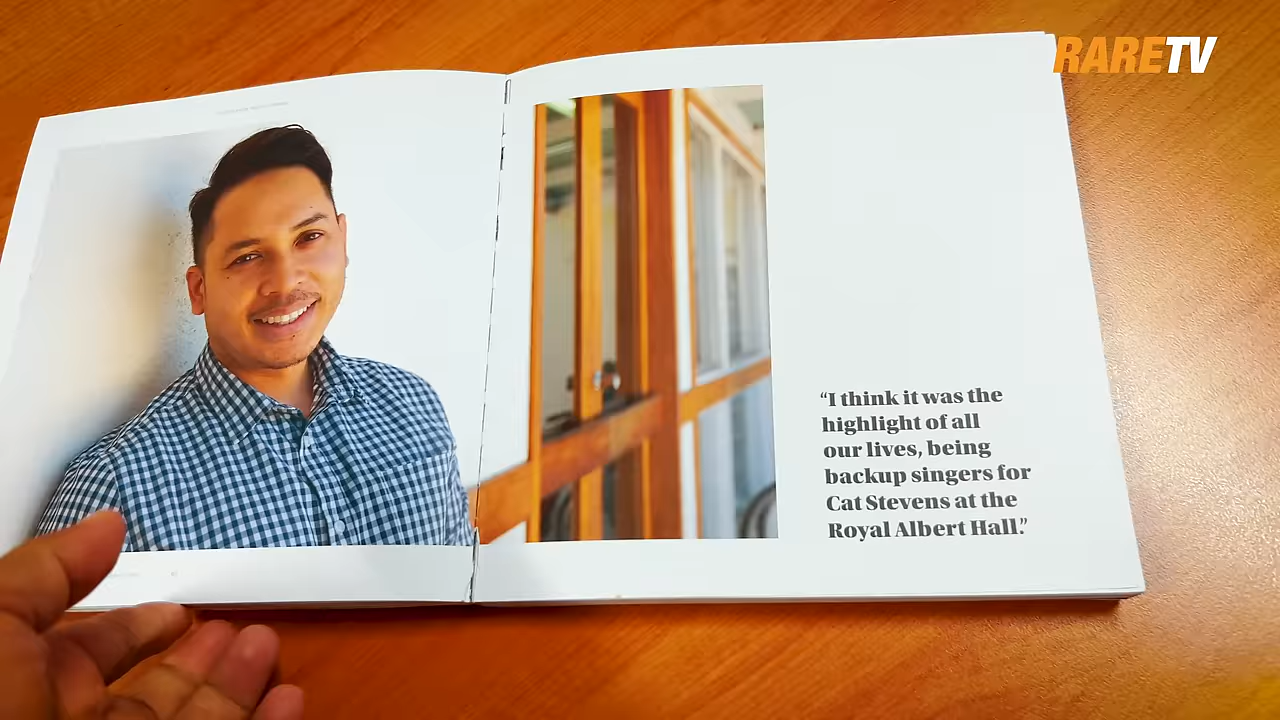 RARETV
“I think it was the
highlight of all
our lives, being
backup singers for
Cat Stevens at the
Royal Albert Hall.”